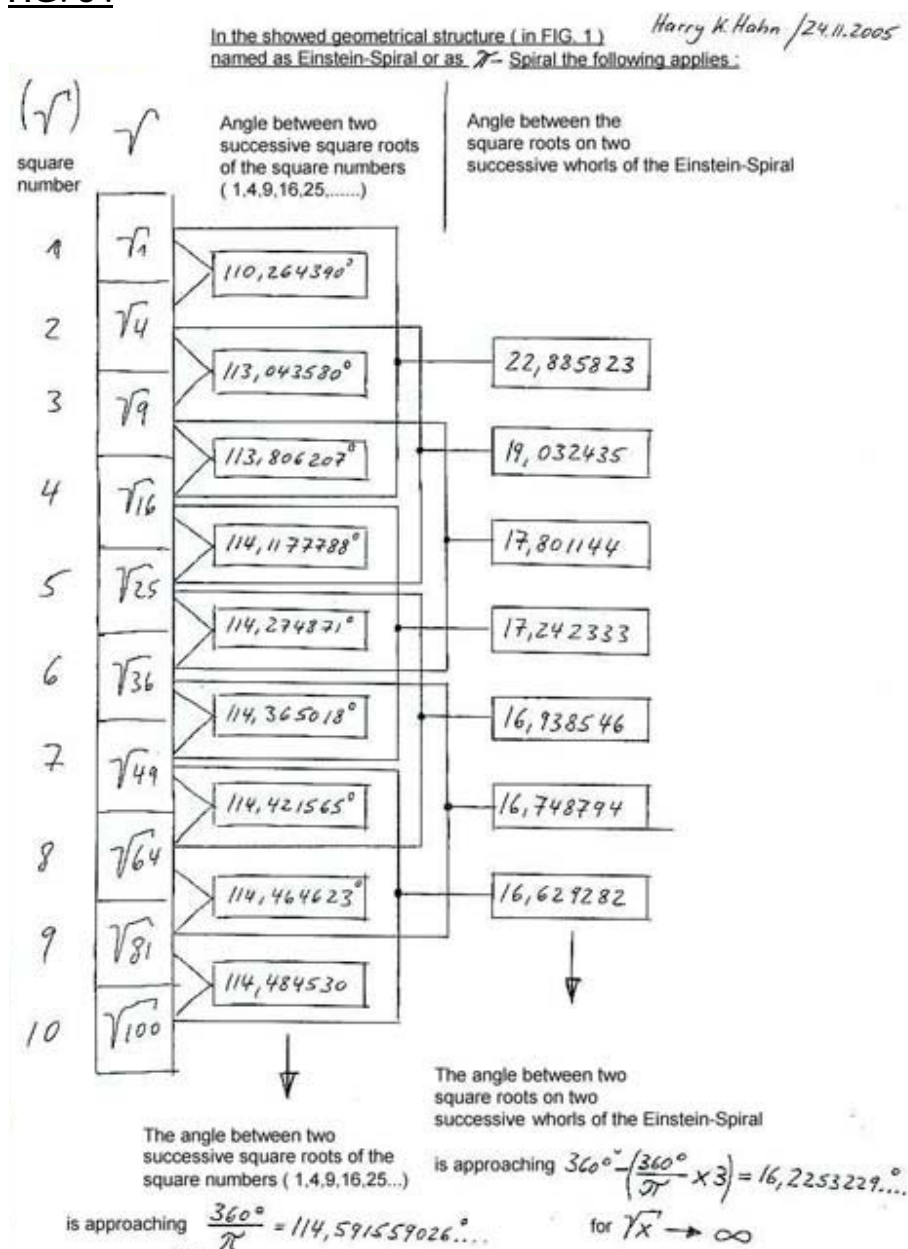 In the showed geometrical structure ( in FIG. 1 )
named as Einstein-Spiral or as π- Spiral the following applies :
Harry K. Hahn / 24.11.2005
(√)
square
number
√
Angle between two
successive square roots
of the square numbers
( 1,4,9,16,25,.......)
Angle between the
square roots on two
successive whorls of the Einstein-Spiral
1 √1
110,264390°
2 √4
113,043580°
22,885823
3 √9
113,806207°
19,032435
4 √16
114,1177788°
17,801144
5 √25
114,274871°
17,242333
6 √36
114,365018°
16,938546
7 √49
114,421565°
16,748794
8 √64
114,464623°
16,629282
9 √81
114,484530
10 √100
The angle between two
successive square roots of the
square numbers ( 1,4,9,16,25...)
is approaching 360°/π = 114,591559026°....
The angle between two
square roots on two
successive whorls of the Einstein-Spiral
is approaching 360°-(360°/π × 3) = 16,2253229°....
for √x → ∞